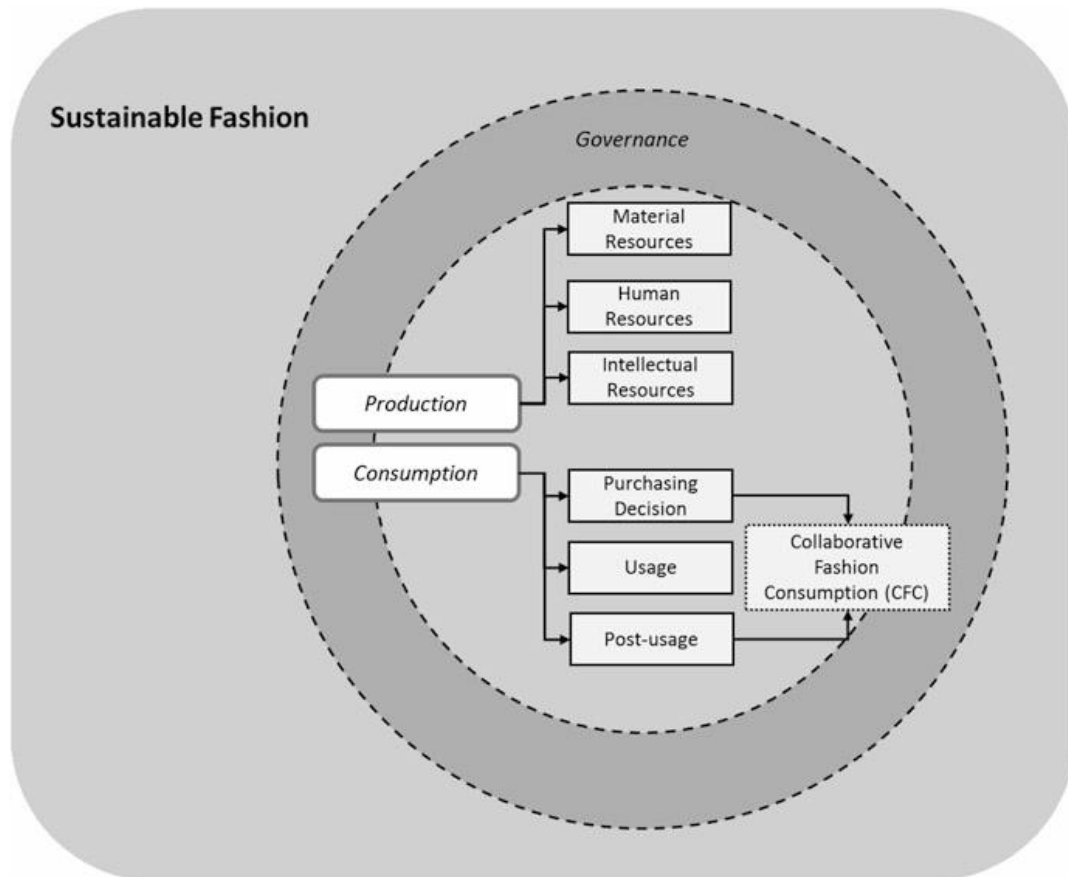 Sustainable Fashion
Governance
Material
Resources
Human
Resources
Intellectual
Resources
Production
Consumption
Purchasing
Decision
Usage
Post-usage
Collaborative
Fashion
Consumption (CFC)